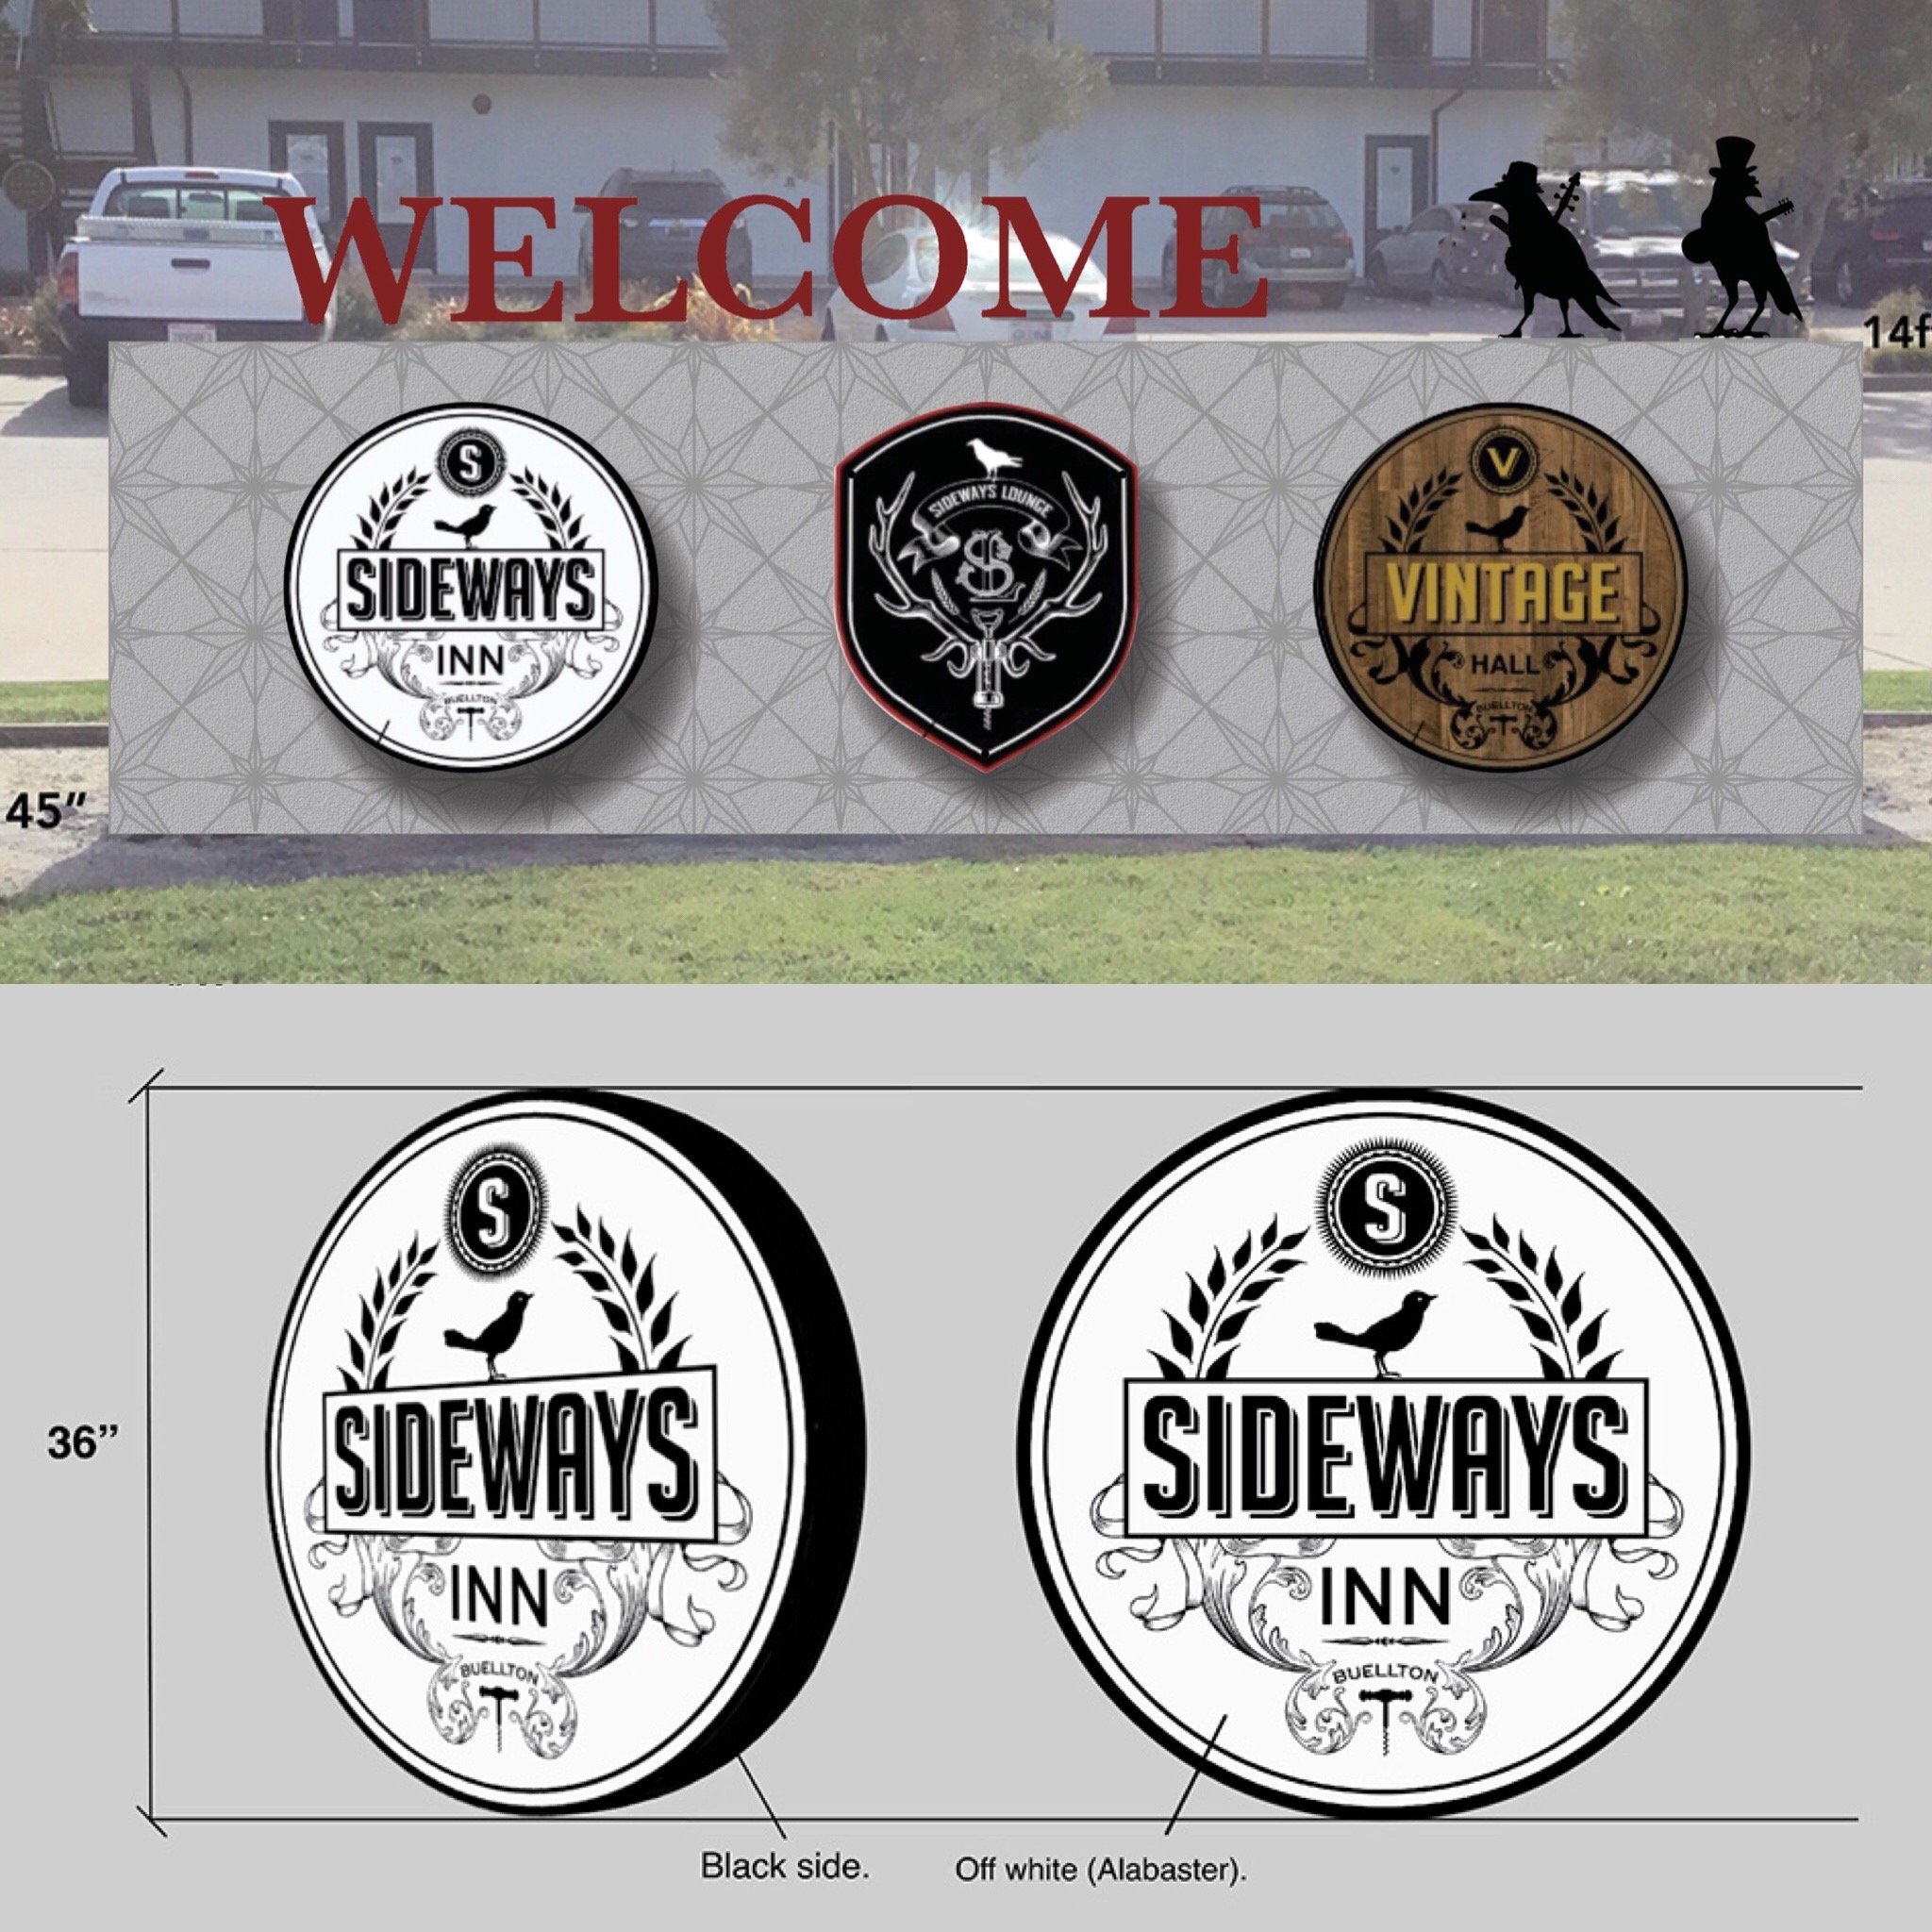 WELCOME
14f
S
SIDEWAYS
INN
BUELLTON
SIDEWAYS LOUNGE
SL
V
VINTAGE
HALL
BUELLTON
45”
36”
S
SIDEWAYS
INN
BUELLTON
S
SIDEWAYS
INN
BUELLTON
Black side.
Off white (Alabaster).